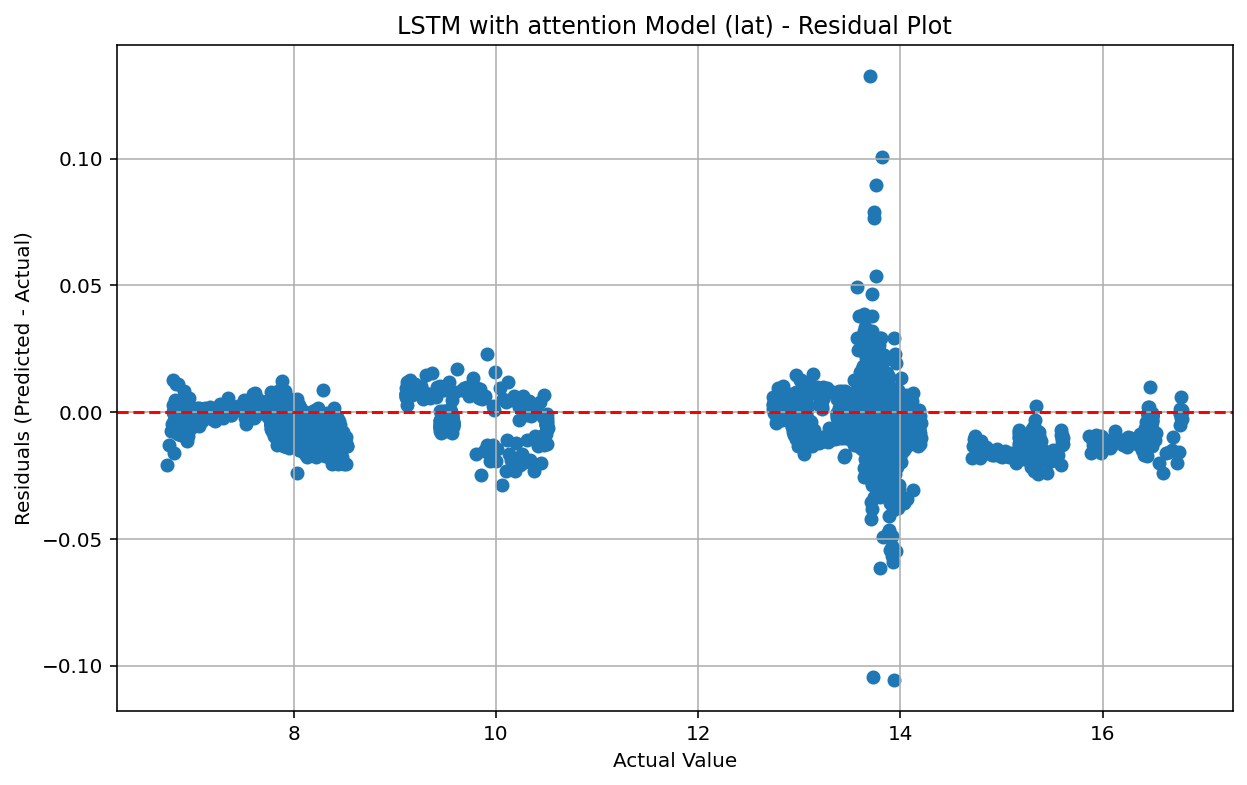 LSTM with attention Model (lat) - Residual Plot
Residuals (Predicted - Actual)
0.10
0.05
0.00
−0.05
−0.10
8 10 12 14 16
Actual Value